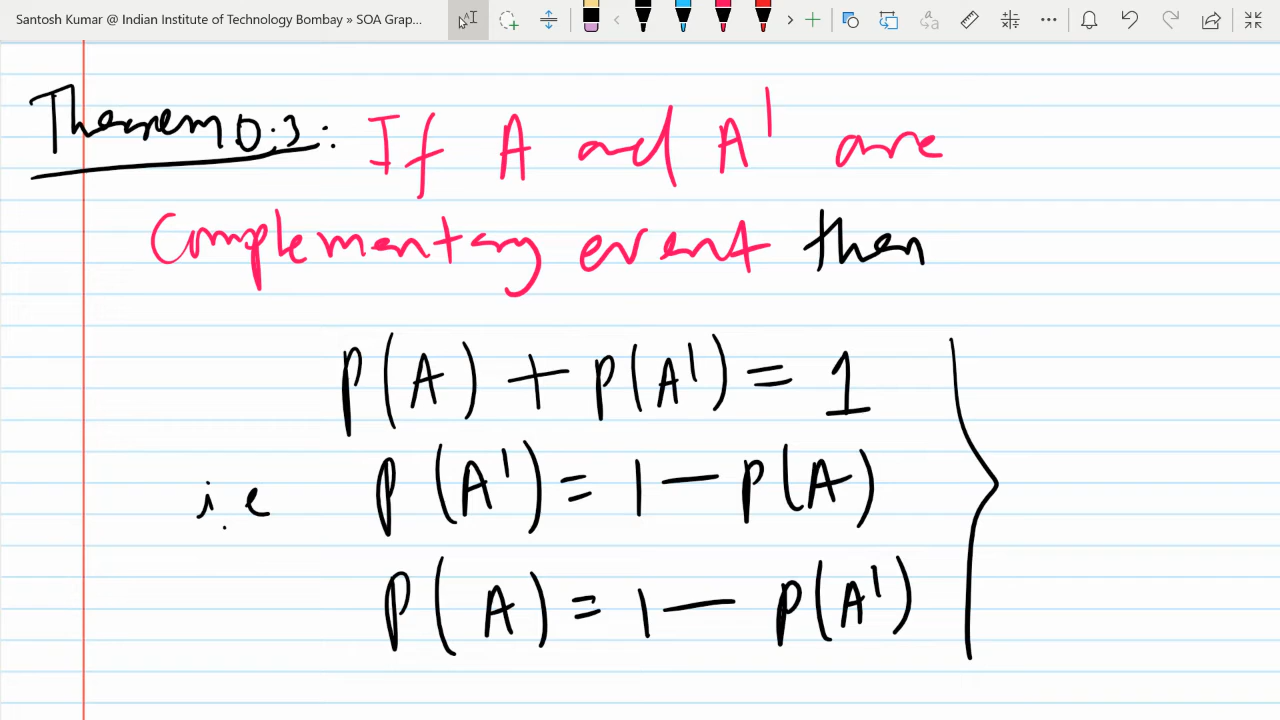 Santosh Kumar @ Indian Institute of Technology Bombay » SOA Grap...
Theorem 0.3: If A and A' are
Complementary event then
P(A) + P(A') = 1
i.e P(A') = 1 - P(A)
P(A) = 1 - P(A')